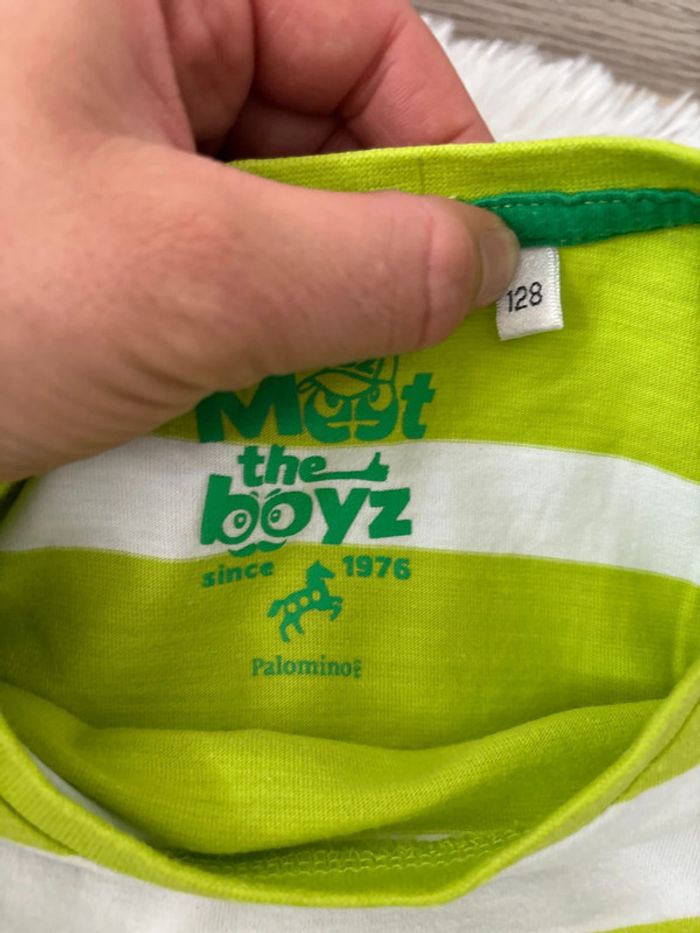 128
Meet
the
boyz
since 1976
Palomino